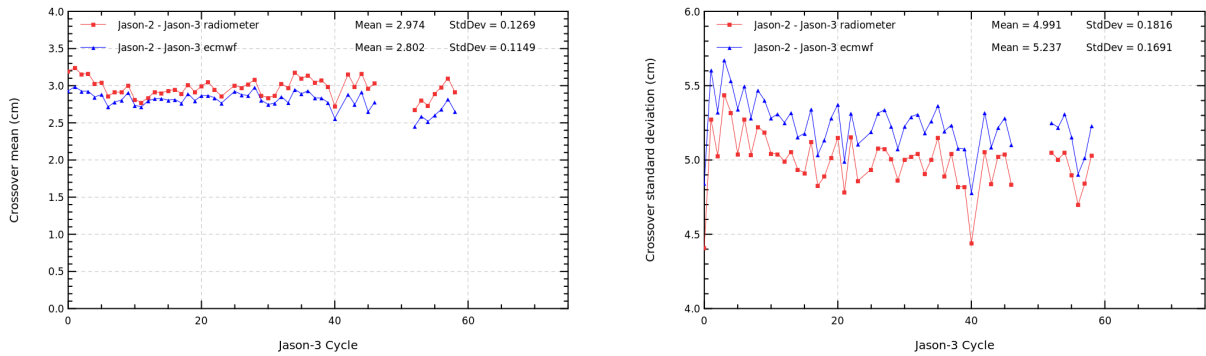 Jason-2 - Jason-3 radiometer Mean = 2.974 StdDev = 0.1269
Jason-2 - Jason-3 ecmwf Mean = 2.802 StdDev = 0.1149
Crossover mean (cm)
4.0
3.5
3.0
2.5
2.0
1.5
1.0
0.5
0.0
0 20 40 60
Jason-3 Cycle
Jason-2 - Jason-3 radiometer Mean = 4.991 StdDev = 0.1816
Jason-2 - Jason-3 ecmwf Mean = 5.237 StdDev = 0.1691
Crossover standard deviation (cm)
6.0
5.5
5.0
4.5
4.0
0 20 40 60
Jason-3 Cycle